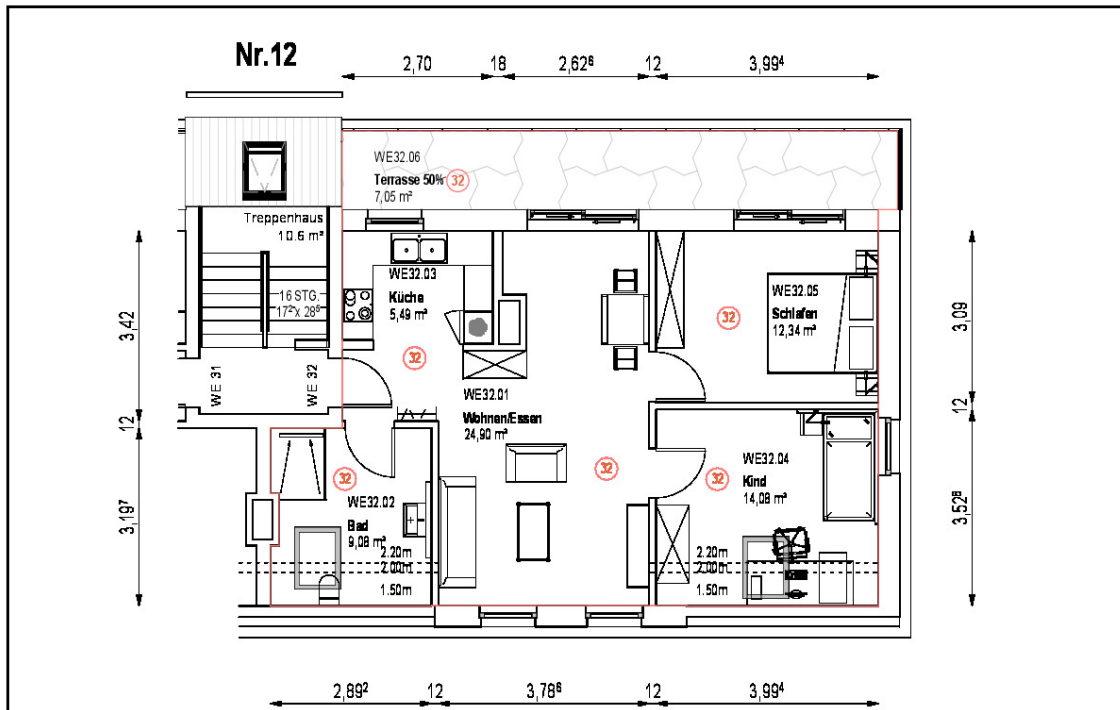 Nr.12
2,70 18 2,62⁶ 12 3,99⁴
WE32.06
Terrasse 50%
32
7,05 m²
Treppenhaus
10.6 m²
16 STG.
17² x 28⁵
WE 31
WE 32
WE32.03
Küche
5,49 m²
32
WE32.05
Schlafen
12,34 m²
32
WE32.01
Wohnen/Essen
24,90 m²
32
WE32.04
Kind
14,08 m²
32
32
WE32.02
Bad
9,08 m²
2.20m
2.00m
1.50m
2.20m
2.00m
1.50m
3,42
12
3,19⁷
3,09
12
3,52⁸
2,89² 12 3,78⁶ 12 3,99⁴